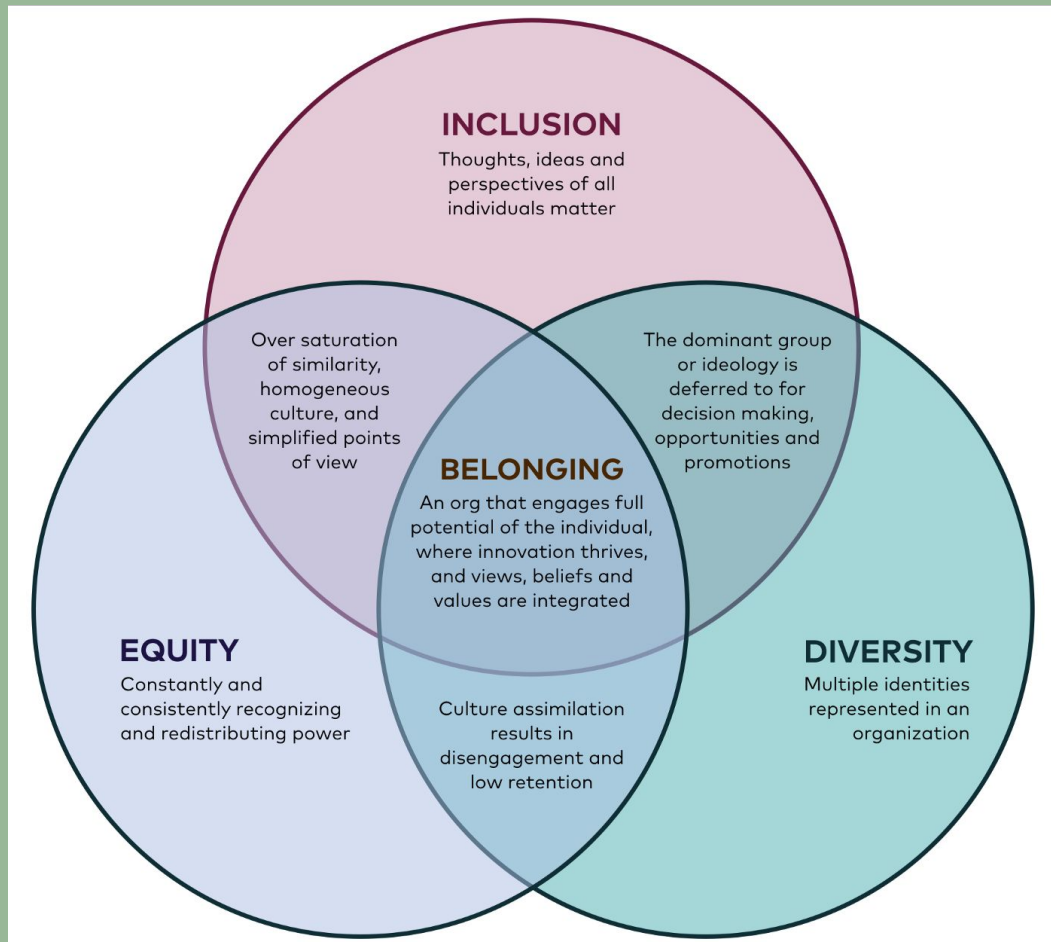 INCLUSION
Thoughts, ideas and
perspectives of all
individuals matter
Over saturation
of similarity,
homogeneous
culture, and
simplified points
of view
The dominant group
or ideology is
deferred to for
decision making,
opportunities and
promotions
BELONGING
An org that engages full
potential of the individual,
where innovation thrives,
and views, beliefs and
values are integrated
EQUITY
Constantly and
consistently recognizing
and redistributing power
DIVERSITY
Multiple identities
represented in an
organization
Culture assimilation
results in
disengagement and
low retention